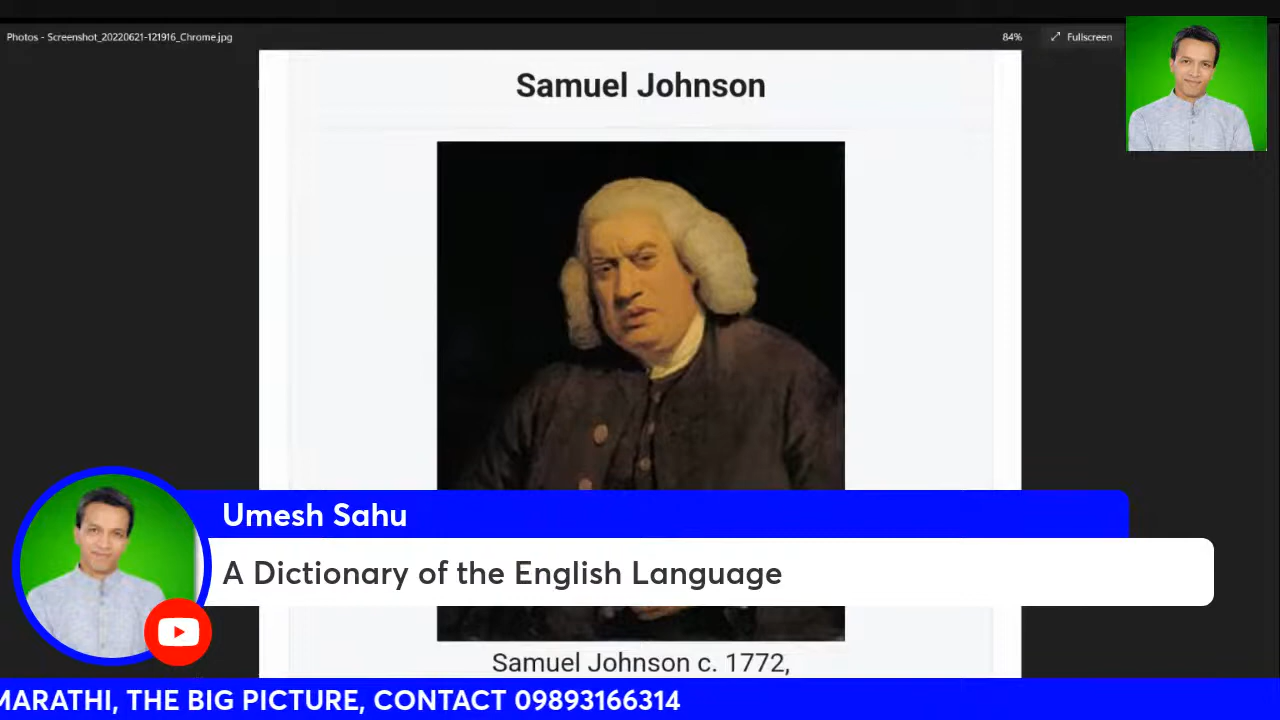 Photos - Screenshot_20220621-121916_Chrome.jpg
84%
Fullscreen
Samuel Johnson
Umesh Sahu
A Dictionary of the English Language
Samuel Johnson c. 1772,
MARATHI, THE BIG PICTURE, CONTACT 09893166314